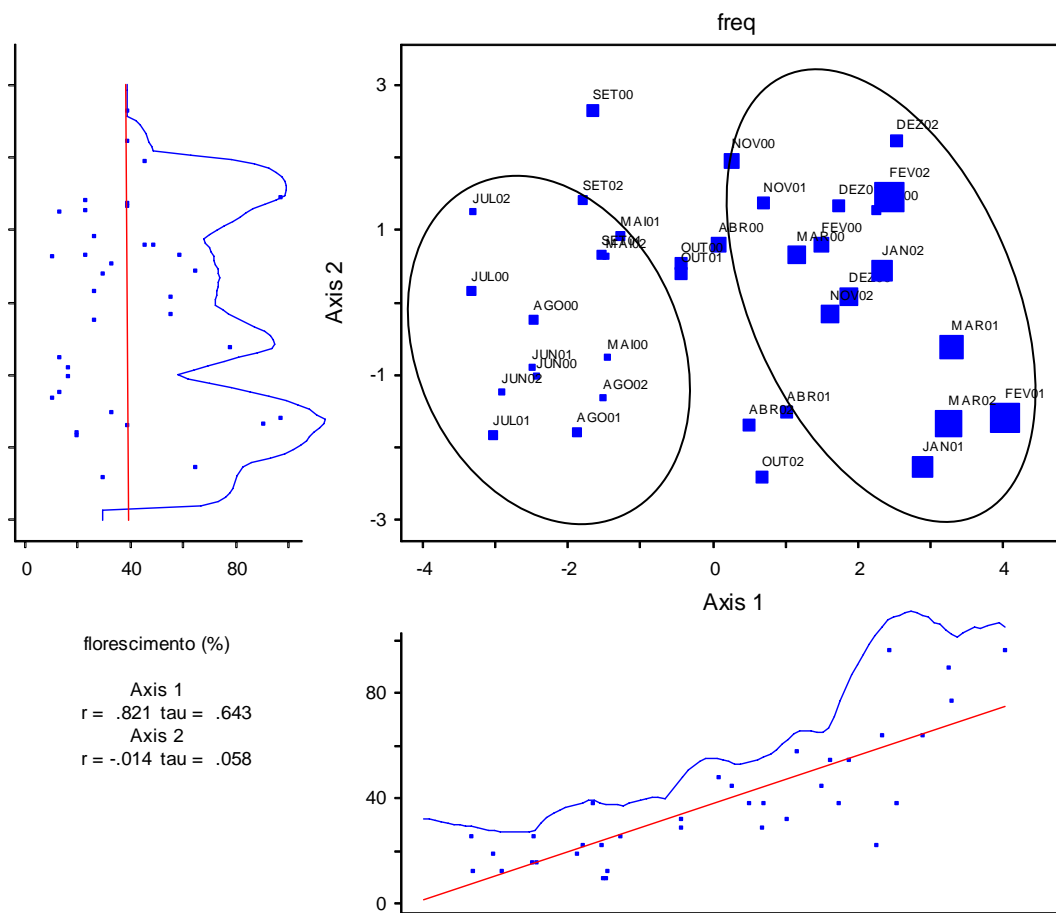 freq
3
1
-1
-3
Axis 2
SET00
DEZ02
NOV00
FEV02
SET02
NOV01
JUL02
MAI01
ABR00
FEV00
MAI02
MAR00
OUT00
OUT01
JAN02
JUL00
NOV02
AGO00
MAR01
MAI00
JUN01
JUN00
JUN02
AGO02
ABR01
FEV01
MAR02
JUL01
AGO01
OUT02
JAN01
0 40 80
-4 -2 0 2 4
Axis 1
florescimento (%)
Axis 1
r = .821 tau = .643
Axis 2
r = -.014 tau = .058
80
40
0